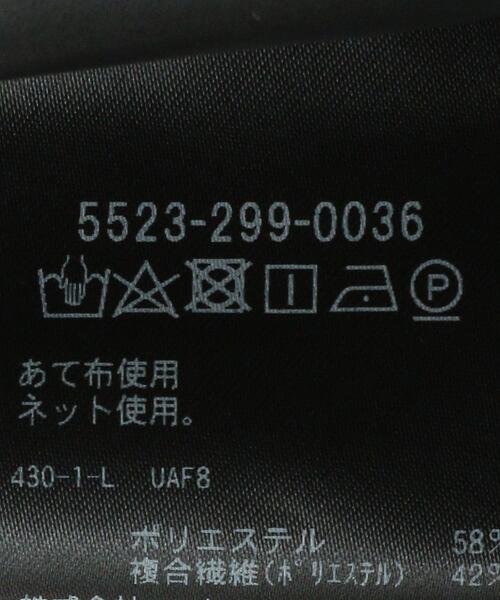 5523-299-0036
P
あて布使用
ネット使用。
430-1-L UAF8
ポリエステル 58%
複合繊維(ポリエステル) 42%